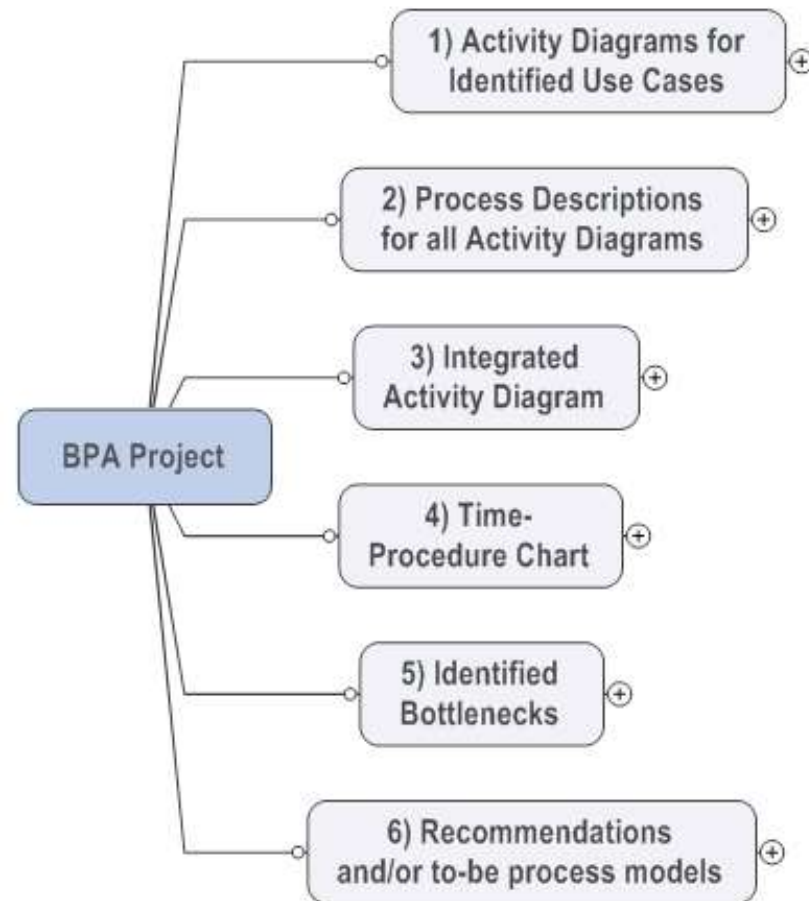 1) Activity Diagrams for
Identified Use Cases
2) Process Descriptions
for all Activity Diagrams
3) Integrated
Activity Diagram
BPA Project
4) Time-
Procedure Chart
5) Identified
Bottlenecks
6) Recommendations
and/or to-be process models